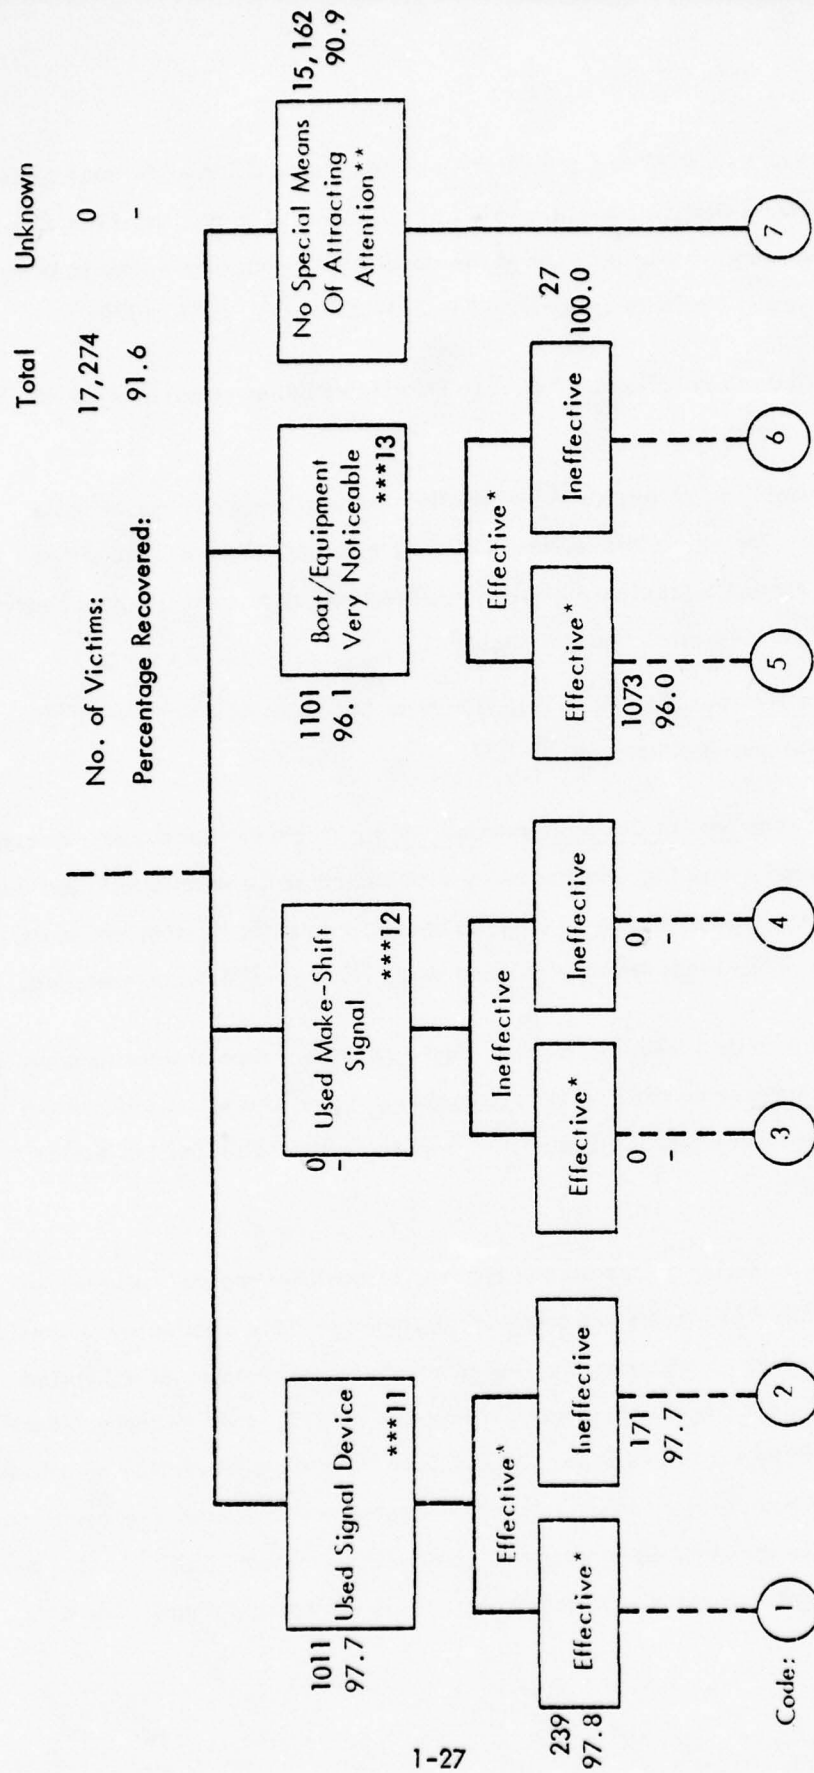 Total Unknown
No. of Victims: 17,274 0
Percentage Recovered: 91.6 -
1011
97.7
Used Signal Device
***11
0
-
Used Make-Shift
Signal
***12
1101
96.1
Boat/Equipment
Very Noticeable
***13
No Special Means
Of Attracting
Attention**
15,162
90.9
Effective*
Ineffective
Effective*
239
97.8
Effective*
Ineffective
171
97.7
Effective*
0
-
Ineffective
0
-
Effective*
1073
96.0
Ineffective
27
100.0
Code: 1 2 3 4 5 6 7
1-27